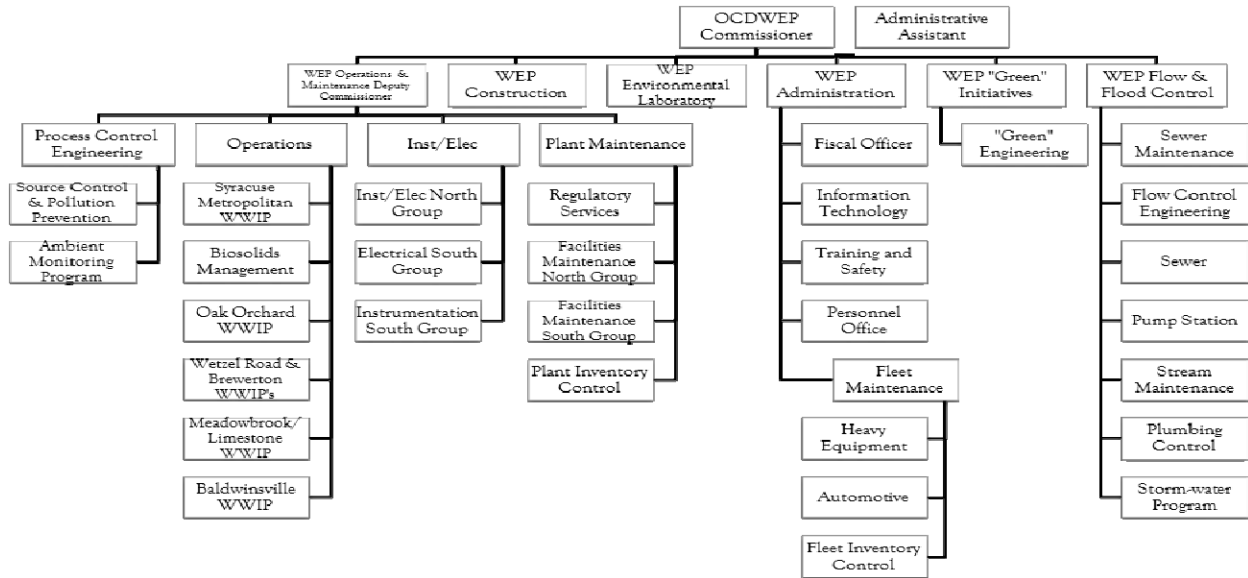 OCDWEP
Commissioner
Administrative
Assistant
WEP Operations &
Maintenance Deputy
Commissioner
WEP
Construction
WEP
Environmental
Laboratory
WEP
Administration
WEP "Green"
Initiatives
WEP Flow &
Flood Control
Process Control
Engineering
Source Control
& Pollution
Prevention
Ambient
Monitoring
Program
Operations
Syracuse
Metropolitan
WWTP
Biosolids
Management
Oak Orchard
WWTP
Wetzel Road &
Brewerton
WWTP's
Meadowbrook/
Limestone
WWTP
Baldwinsville
WWTP
Inst/Elec
Inst/Elec North
Group
Electrical South
Group
Instrumentation
South Group
Plant Maintenance
Regulatory
Services
Facilities
Maintenance
North Group
Facilities
Maintenance
South Group
Plant Inventory
Control
Fiscal Officer
Information
Technology
Training and
Safety
Personnel
Office
Fleet
Maintenance
Heavy
Equipment
Automotive
Fleet Inventory
Control
"Green"
Engineering
Sewer
Maintenance
Flow Control
Engineering
Sewer
Pump Station
Stream
Maintenance
Plumbing
Control
Storm-water
Program